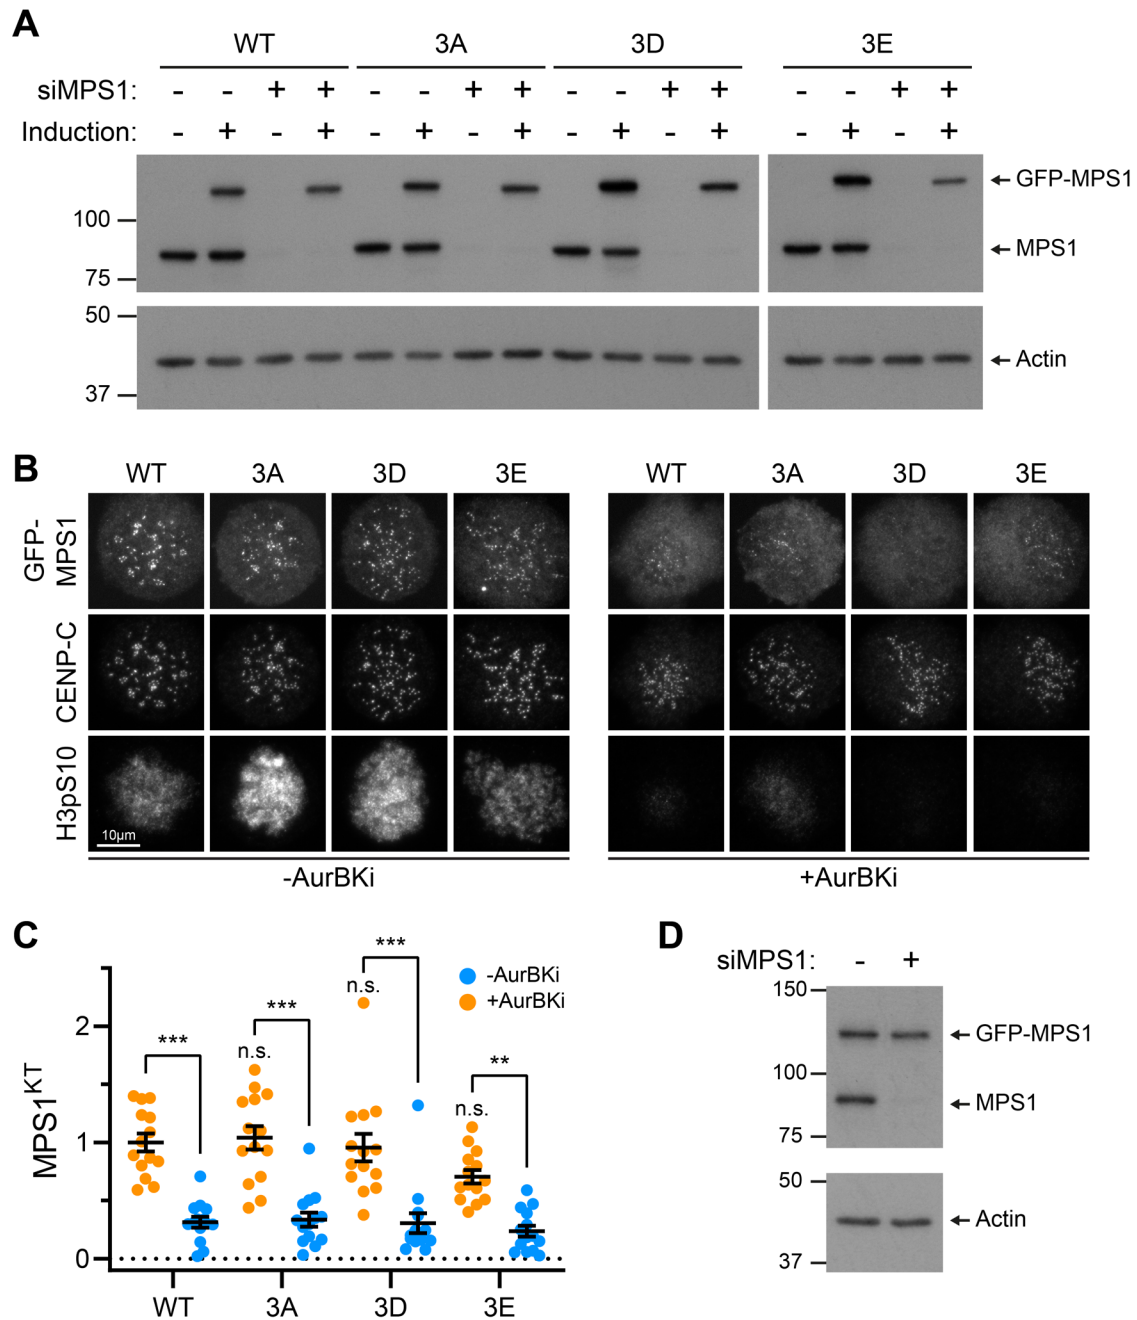 A
WT 3A 3D 3E
siMPS1: - - + + - - + + - - + + - - + +
Induction: - + - + - + - + - + - + - + - +
GFP-MPS1
100
MPS1
75
50
Actin
37
B
WT 3A 3D 3E WT 3A 3D 3E
GFP-
MPS1
CENP-C
H3pS10
10μm
-AurBKi +AurBKi
C
MPS1KT
2
1
0
*** *** *** **
n.s. n.s. n.s.
-AurBKi
+AurBKi
WT 3A 3D 3E
D
siMPS1: - +
150
GFP-MPS1
100
MPS1
75
50
Actin
37